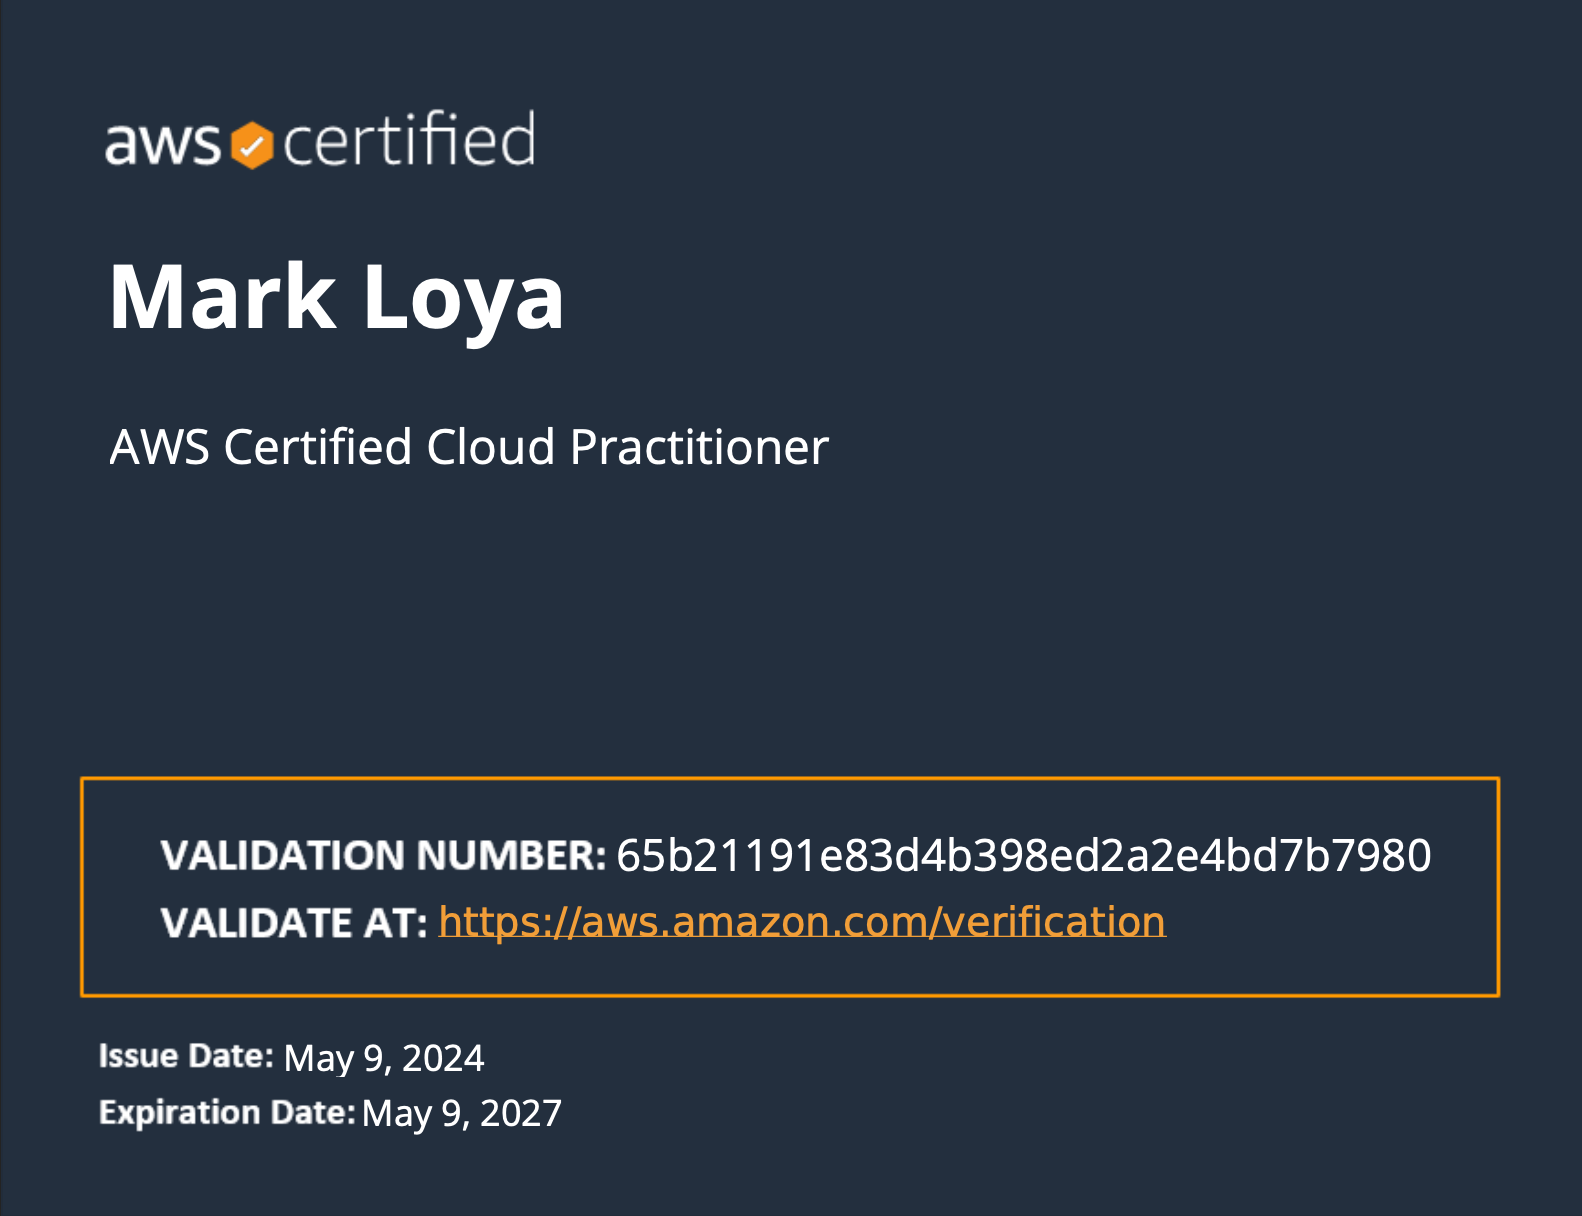 aws certified
Mark Loya
AWS Certified Cloud Practitioner
VALIDATION NUMBER: 65b21191e83d4b398ed2a2e4bd7b7980
VALIDATE AT: https://aws.amazon.com/verification
Issue Date: May 9, 2024
Expiration Date: May 9, 2027